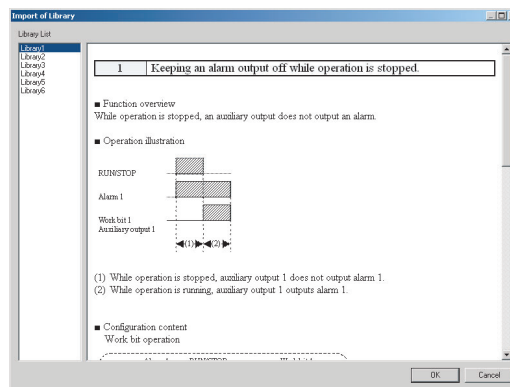 Import of Library
Library List
Library1
Library2
Library3
Library4
Library5
Library6
1 Keeping an alarm output off while operation is stopped.
■ Function overview
While operation is stopped, an auxiliary output does not output an alarm.
■ Operation illustration
RUN/STOP
Alarm 1
Work bit 1
Auxiliary output 1
(1) (2)
(1) While operation is stopped, auxiliary output 1 does not output alarm 1.
(2) While operation is running, auxiliary output 1 outputs alarm 1.
■ Configuration content
Work bit operation
OK Cancel